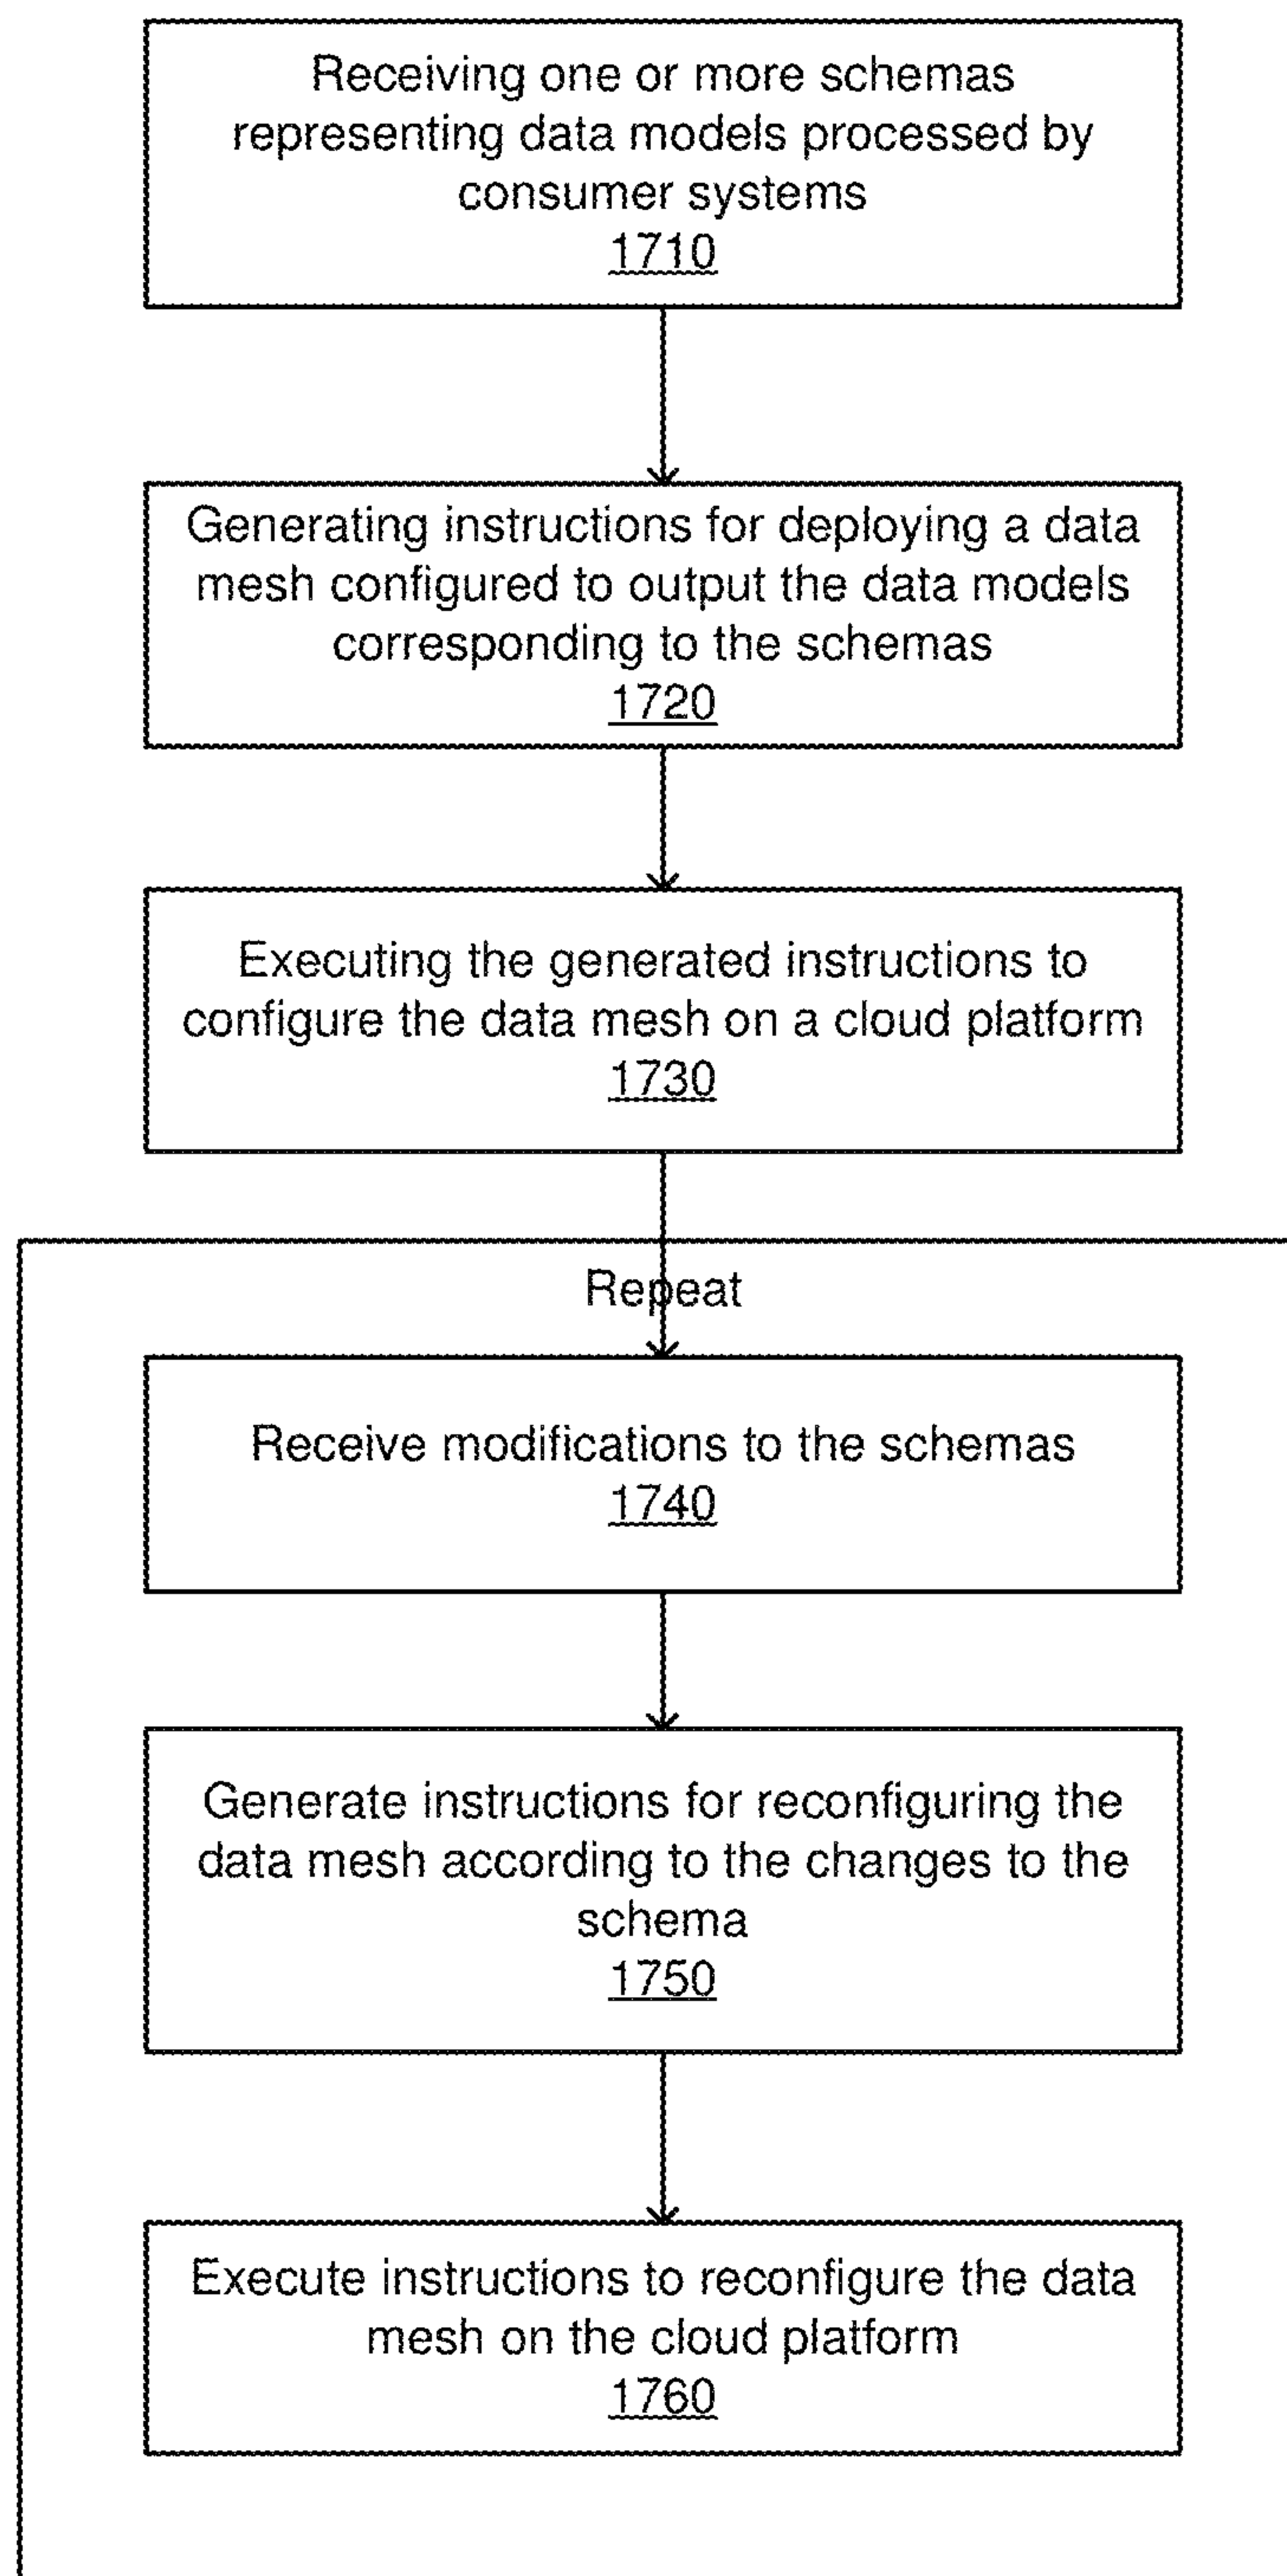 Receiving one or more schemas
representing data models processed by
consumer systems
1710
Generating instructions for deploying a data
mesh configured to output the data models
corresponding to the schemas
1720
Executing the generated instructions to
configure the data mesh on a cloud platform
1730
Repeat
Receive modifications to the schemas
1740
Generate instructions for reconfiguring the
data mesh according to the changes to the
schema
1750
Execute instructions to reconfigure the data
mesh on the cloud platform
1760